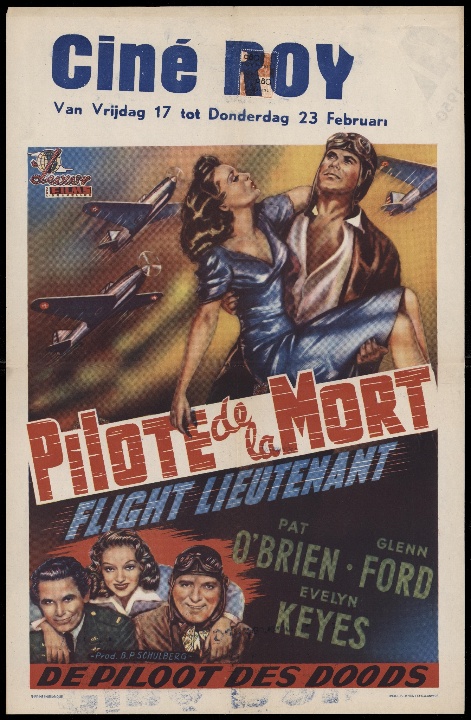 Ciné ROY
Van Vrijdag 17 tot Donderdag 23 Februari
FILM
PILOTE de la MORT
FLIGHT LIEUTENANT
PAT O'BRIEN · GLENN FORD
EVELYN KEYES
-Prod. B.P. SCHULBERG-
DE PILOOT DES DOODS